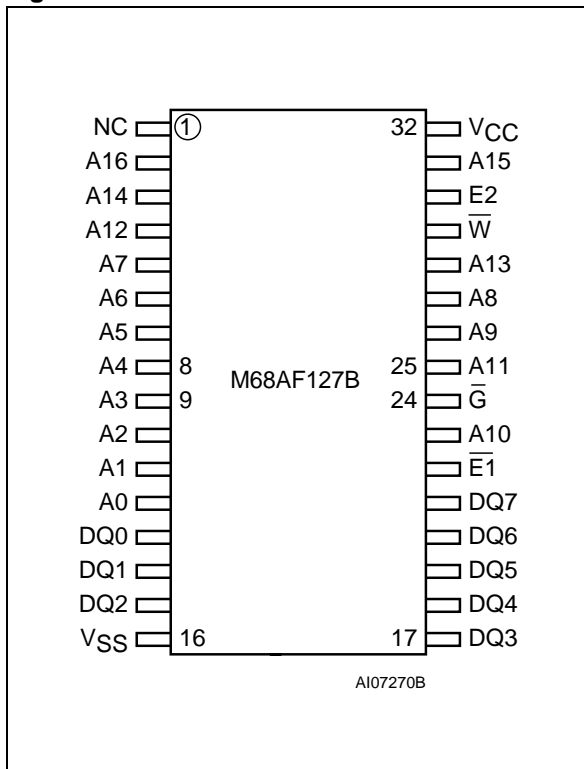 NC 1 32 VCC
A16 A15
A14 E2
A12 W̅
A7 A13
A6 A8
A5 A9
A4 8 M68AF127B 25 A11
A3 9 24 G̅
A2 A10
A1 E̅1̅
A0 DQ7
DQ0 DQ6
DQ1 DQ5
DQ2 DQ4
VSS 16 17 DQ3
AI07270B